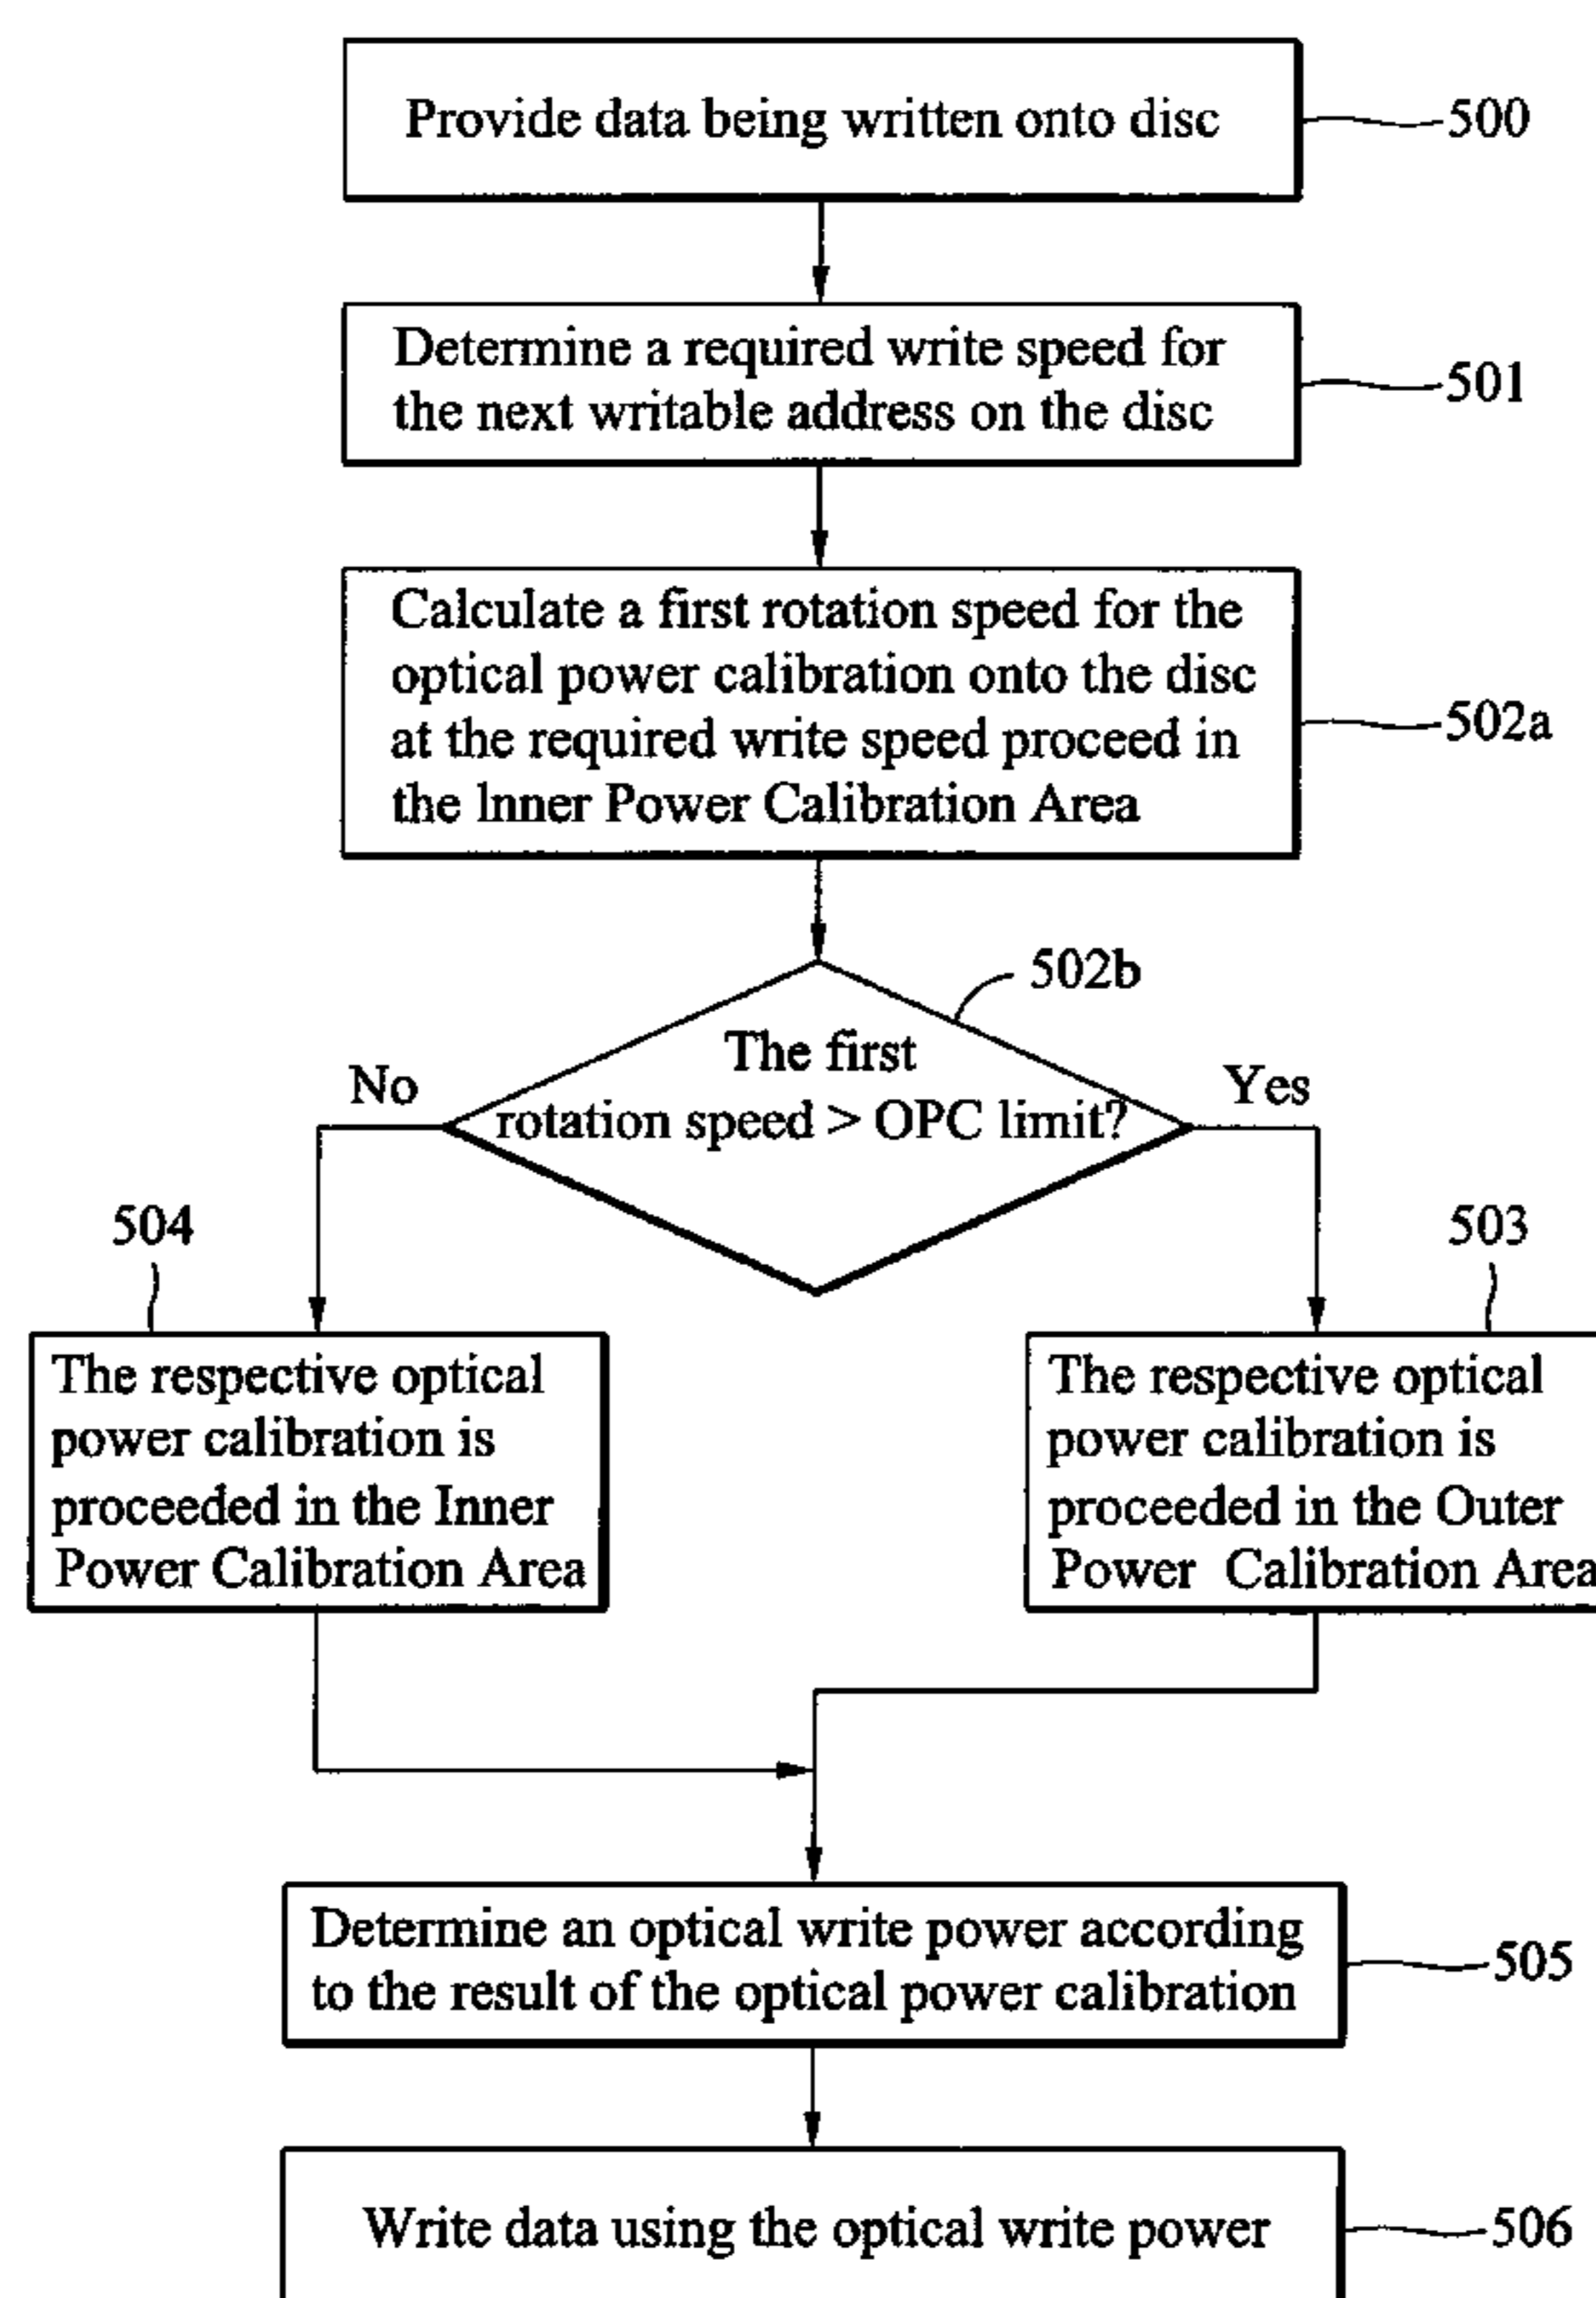 Provide data being written onto disc
500
Determine a required write speed for
the next writable address on the disc
501
Calculate a first rotation speed for the
optical power calibration onto the disc
at the required write speed proceed in
the Inner Power Calibration Area
502a
502b
The first
rotation speed > OPC limit?
No
Yes
504
503
The respective optical
power calibration is
proceeded in the Inner
Power Calibration Area
The respective optical
power calibration is
proceeded in the Outer
Power Calibration Area
Determine an optical write power according
to the result of the optical power calibration
505
Write data using the optical write power
506